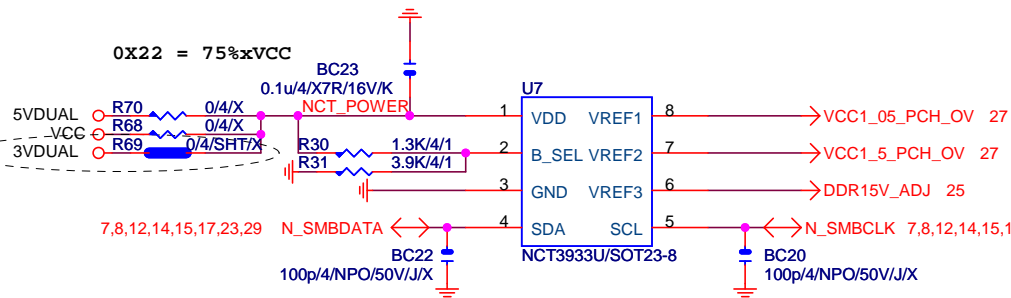 0X22 = 75%xVCC
BC23
0.1u/4/X7R/16V/K
NCT_POWER
U7
5VDUAL R70 0/4/X
VCC R68 0/4/X
3VDUAL R69 0/4/SHT/X
R30 1.3K/4/1
R31 3.9K/4/1
1 VDD VREF1 8 VCC1_05_PCH_OV 27
2 B_SEL VREF2 7 VCC1_5_PCH_OV 27
3 GND VREF3 6 DDR15V_ADJ 25
7,8,12,14,15,17,23,29 N_SMBDATA 4 SDA SCL 5 N_SMBCLK 7,8,12,14,15,1
BC22
100p/4/NPO/50V/J/X
NCT3933U/SOT23-8
BC20
100p/4/NPO/50V/J/X